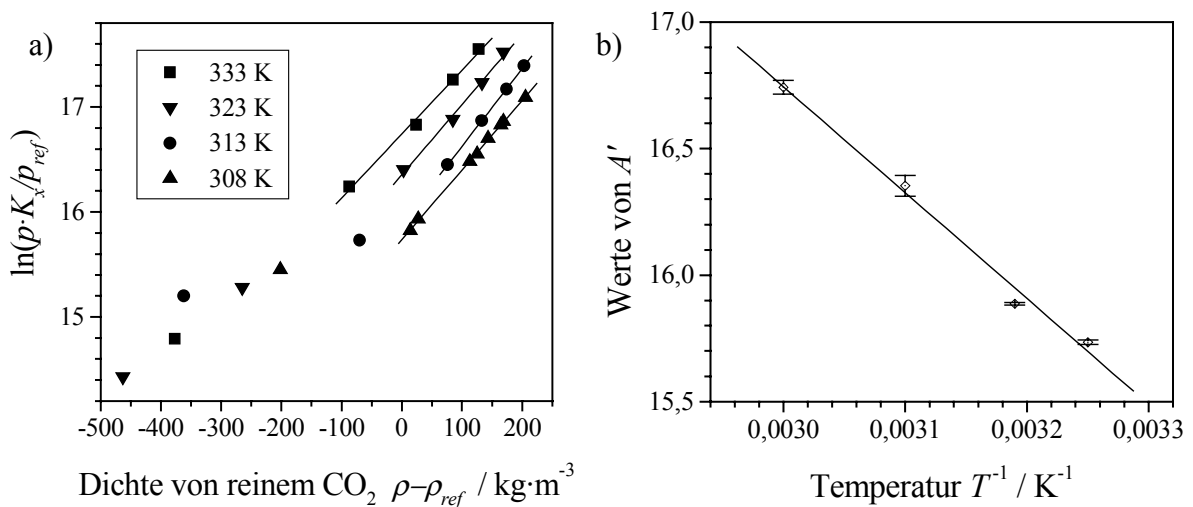 a)
333 K
323 K
313 K
308 K
ln(p·Kx/pref)
17
16
15
-500 -400 -300 -200 -100 0 100 200
Dichte von reinem CO2 ρ–ρref / kg·m-3
b)
Werte von A′
17,0
16,5
16,0
15,5
0,0030 0,0031 0,0032 0,0033
Temperatur T-1 / K-1